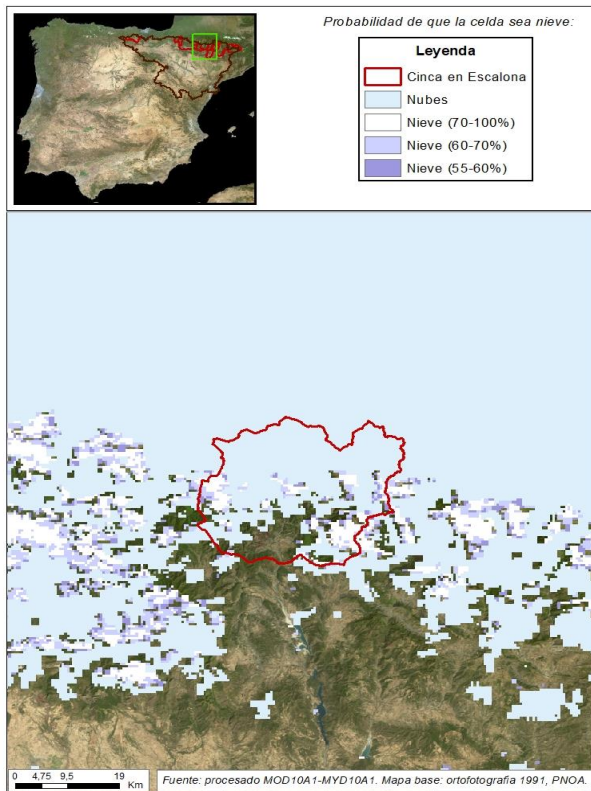 Probabilidad de que la celda sea nieve:
Leyenda
Cinca en Escalona
Nubes
Nieve (70-100%)
Nieve (60-70%)
Nieve (55-60%)
0 4,75 9,5 19
Km
Fuente: procesado MOD10A1-MYD10A1. Mapa base: ortofotografia 1991, PNOA.